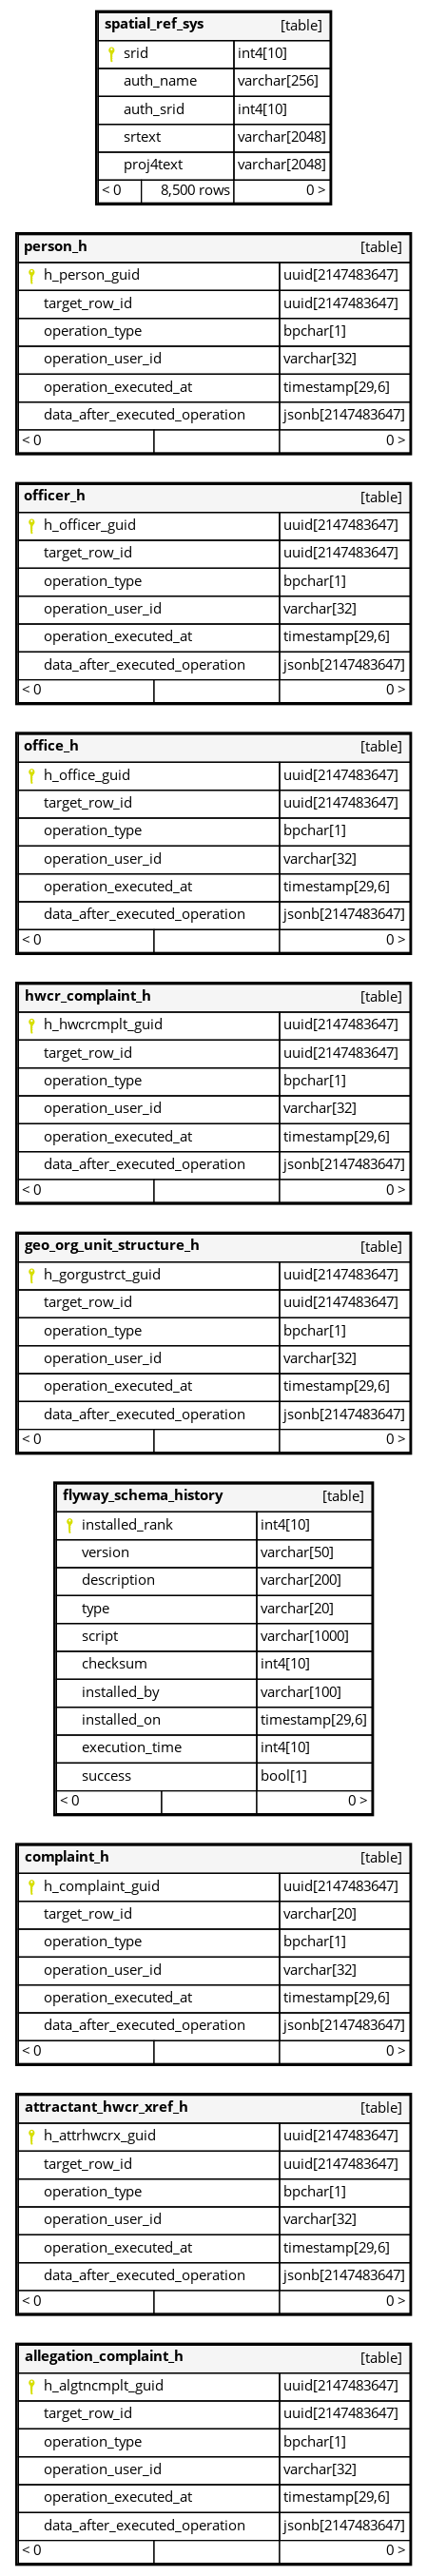 spatial_ref_sys [table]
srid int4[10]
auth_name varchar[256]
auth_srid int4[10]
srtext varchar[2048]
proj4text varchar[2048]
< 0 8,500 rows 0 >
person_h [table]
h_person_guid uuid[2147483647]
target_row_id uuid[2147483647]
operation_type bpchar[1]
operation_user_id varchar[32]
operation_executed_at timestamp[29,6]
data_after_executed_operation jsonb[2147483647]
< 0 0 >
officer_h [table]
h_officer_guid uuid[2147483647]
target_row_id uuid[2147483647]
operation_type bpchar[1]
operation_user_id varchar[32]
operation_executed_at timestamp[29,6]
data_after_executed_operation jsonb[2147483647]
< 0 0 >
office_h [table]
h_office_guid uuid[2147483647]
target_row_id uuid[2147483647]
operation_type bpchar[1]
operation_user_id varchar[32]
operation_executed_at timestamp[29,6]
data_after_executed_operation jsonb[2147483647]
< 0 0 >
hwcr_complaint_h [table]
h_hwcrcmplt_guid uuid[2147483647]
target_row_id uuid[2147483647]
operation_type bpchar[1]
operation_user_id varchar[32]
operation_executed_at timestamp[29,6]
data_after_executed_operation jsonb[2147483647]
< 0 0 >
geo_org_unit_structure_h [table]
h_gorgustrct_guid uuid[2147483647]
target_row_id uuid[2147483647]
operation_type bpchar[1]
operation_user_id varchar[32]
operation_executed_at timestamp[29,6]
data_after_executed_operation jsonb[2147483647]
< 0 0 >
flyway_schema_history [table]
installed_rank int4[10]
version varchar[50]
description varchar[200]
type varchar[20]
script varchar[1000]
checksum int4[10]
installed_by varchar[100]
installed_on timestamp[29,6]
execution_time int4[10]
success bool[1]
< 0 0 >
complaint_h [table]
h_complaint_guid uuid[2147483647]
target_row_id varchar[20]
operation_type bpchar[1]
operation_user_id varchar[32]
operation_executed_at timestamp[29,6]
data_after_executed_operation jsonb[2147483647]
< 0 0 >
attractant_hwcr_xref_h [table]
h_attrhwcrx_guid uuid[2147483647]
target_row_id uuid[2147483647]
operation_type bpchar[1]
operation_user_id varchar[32]
operation_executed_at timestamp[29,6]
data_after_executed_operation jsonb[2147483647]
< 0 0 >
allegation_complaint_h [table]
h_algtncmplt_guid uuid[2147483647]
target_row_id uuid[2147483647]
operation_type bpchar[1]
operation_user_id varchar[32]
operation_executed_at timestamp[29,6]
data_after_executed_operation jsonb[2147483647]
< 0 0 >